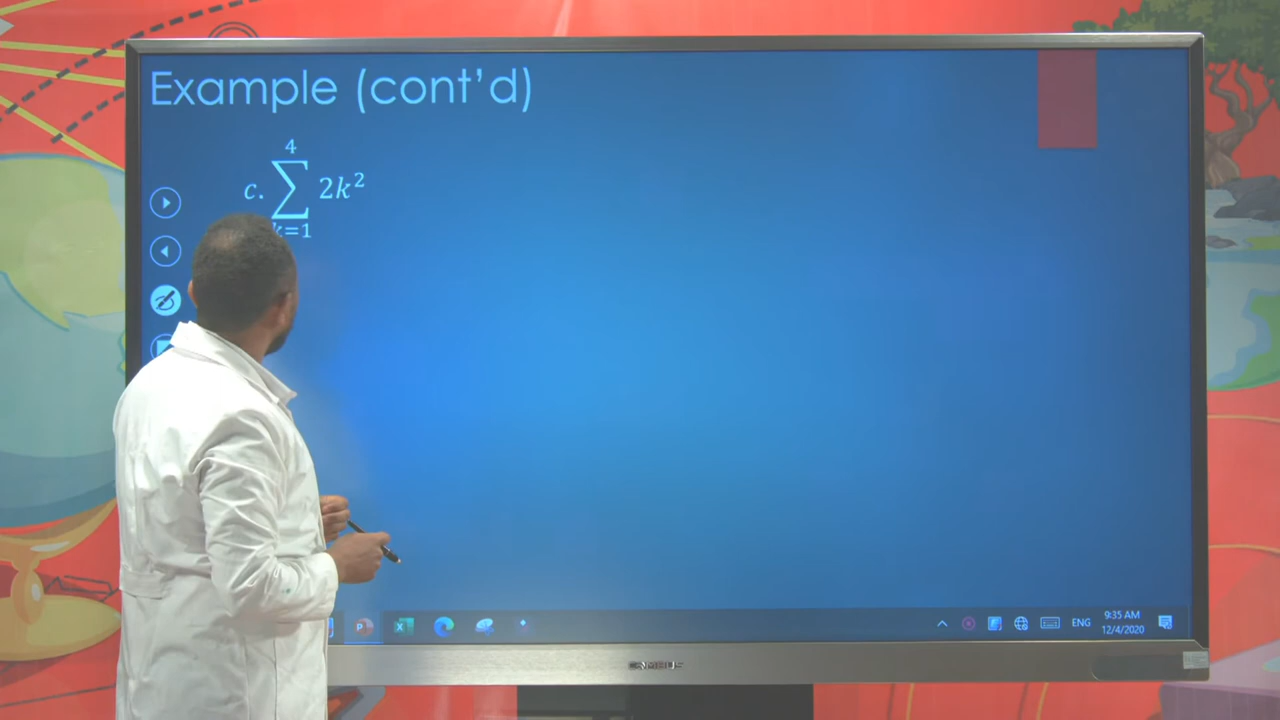 Example (cont’d)
4
c. ∑ 2k²
k=1
9:35 AM
ENG
12/4/2020